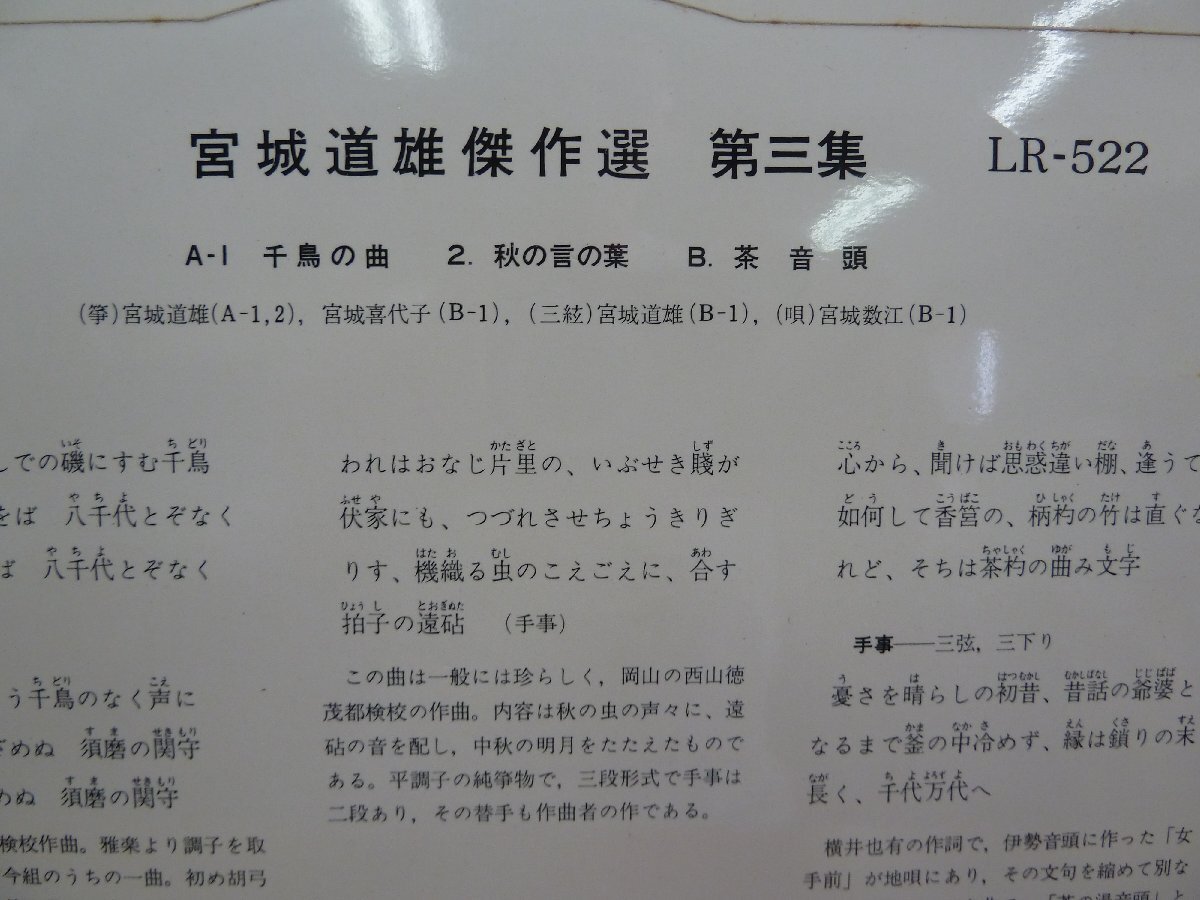 宮城道雄傑作選 第三集 LR-522
A-1 千鳥の曲 2. 秋の言の葉 B. 茶音頭
(箏)宮城道雄(A-1,2), 宮城喜代子(B-1), (三絃)宮城道雄(B-1), (唄)宮城数江(B-1)
しでの磯にすむ千鳥
をば 八千代とぞなく
ば 八千代とぞなく
う千鳥のなく声に
ざめぬ 須磨の関守
めぬ 須磨の関守
検校作曲。雅楽より調子を取
今組のうちの一曲。初め胡弓
われはおなじ片里の、いぶせき賤が
伏家にも、つづれさせちょうきりぎ
りす、機織る虫のこえごえに、合す
拍子の遠砧 (手事)
この曲は一般には珍らしく,岡山の西山徳
茂都検校の作曲。内容は秋の虫の声々に、遠
砧の音を配し,中秋の明月をたたえたもので
ある。平調子の純箏物で,三段形式で手事は
二段あり,その替手も作曲者の作である。
心から、聞けば思惑違い棚、逢うて
如何して香筥の、柄杓の竹は直ぐな
れど、そちは茶杓の曲み文字
手事——三弦,三下り
憂さを晴らしの初昔、昔話の爺婆と
なるまで釜の中冷めず、縁は鎖りの末
長く、千代万代へ
横井也有の作詞で,伊勢音頭に作った「女
手前」が地唄にあり,その文句を縮めて別な
「茶の湯音頭」と